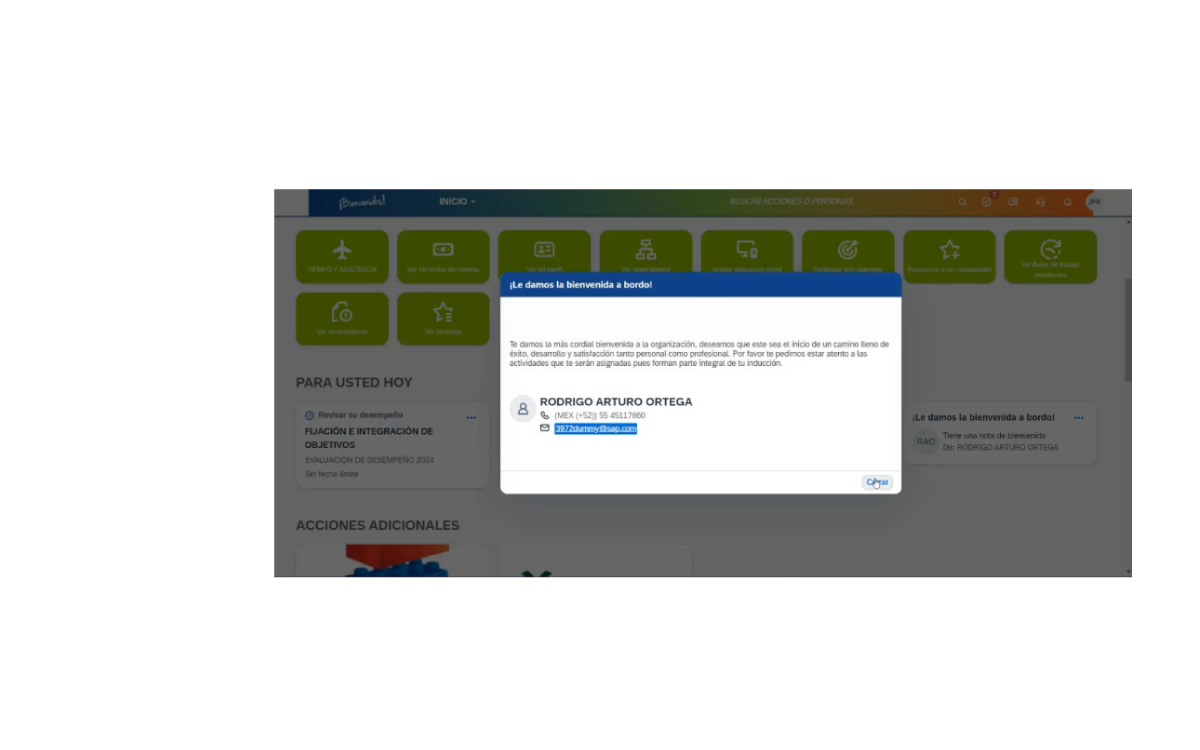 ¡Bienvenidos!
INICIO
BUSCAR ACCIONES O PERSONAS
JPR
TIEMPO Y ASISTENCIA
Ver mi recibo de nómina
Ver mi perfil
Ver organigrama
Activar aplicación móvil
Gestionar mis objetivos
Reconocer a un colaborador
Ver flujos de trabajo
pendientes
Ver recordatorios
Ver favoritos
¡Le damos la bienvenida a bordo!
Te damos la más cordial bienvenida a la organización, deseamos que este sea el inicio de un camino lleno de
éxito, desarrollo y satisfacción tanto personal como profesional. Por favor te pedimos estar atento a las
actividades que te serán asignadas pues forman parte integral de tu inducción.
RODRIGO ARTURO ORTEGA
(MEX (+52)) 55 45117860
3972dummy@sap.com
Cerrar
PARA USTED HOY
Revisar su desempeño
FIJACIÓN E INTEGRACIÓN DE
OBJETIVOS
EVALUACIÓN DE DESEMPEÑO 2024
Sin fecha límite
¡Le damos la bienvenida a bordo!
RAO
Tiene una nota de bienvenida
De: RODRIGO ARTURO ORTEGA
ACCIONES ADICIONALES